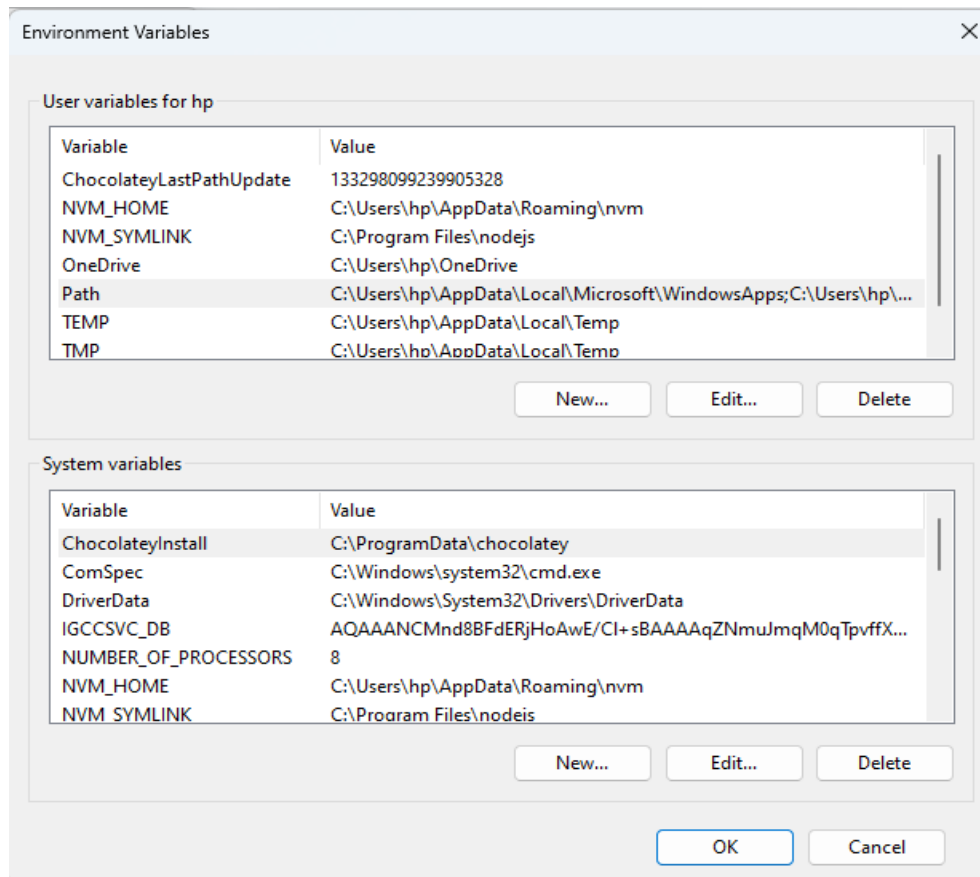 Environment Variables
User variables for hp
Variable Value
ChocolateyLastPathUpdate 133298099239905328
NVM_HOME C:\Users\hp\AppData\Roaming\nvm
NVM_SYMLINK C:\Program Files\nodejs
OneDrive C:\Users\hp\OneDrive
Path C:\Users\hp\AppData\Local\Microsoft\WindowsApps;C:\Users\hp\...
TEMP C:\Users\hp\AppData\Local\Temp
TMP C:\Users\hp\AppData\Local\Temp
New... Edit... Delete
System variables
Variable Value
ChocolateyInstall C:\ProgramData\chocolatey
ComSpec C:\Windows\system32\cmd.exe
DriverData C:\Windows\System32\Drivers\DriverData
IGCCSVC_DB AQAAANCMnd8BFdERjHoAwE/Cl+sBAAAAqZNmuJmqM0qTpvffX...
NUMBER_OF_PROCESSORS 8
NVM_HOME C:\Users\hp\AppData\Roaming\nvm
NVM_SYMLINK C:\Program Files\nodejs
New... Edit... Delete
OK Cancel